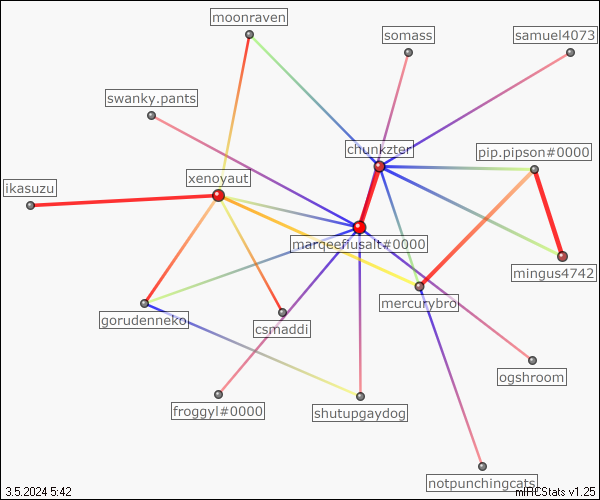 moonraven
somass
samuel4073
swanky.pants
chunkzter
pip.pipson#0000
xenoyaut
ikasuzu
marqeefiusalt#0000
mingus4742
mercurybro
gorudenneko
csmaddi
ogshroom
froggyl#0000
shutupgaydog
notpunchingcats
3.5.2024 5:42
mIRCStats v1.25